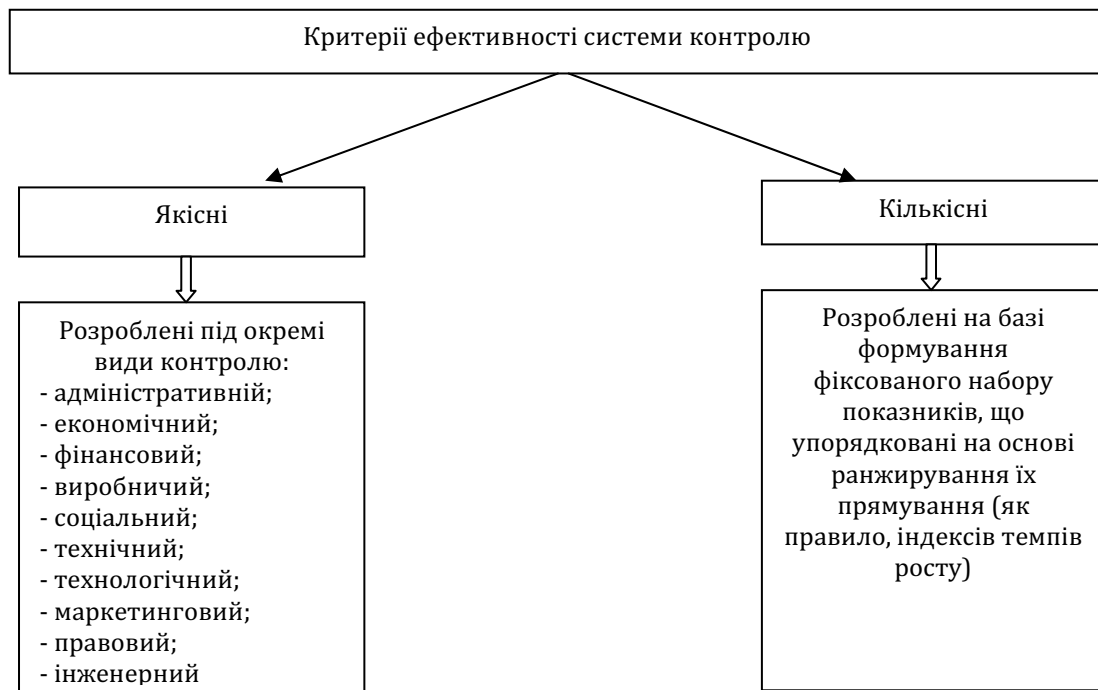 Критерії ефективності системи контролю
Якісні
Кількісні
Розроблені під окремі
види контролю:
- адміністративній;
- економічний;
- фінансовий;
- виробничий;
- соціальний;
- технічний;
- технологічний;
- маркетинговий;
- правовий;
- інженерний
Розроблені на базі
формування
фіксованого набору
показників, що
упорядковані на основі
ранжирування їх
прямування (як
правило, індексів темпів
росту)